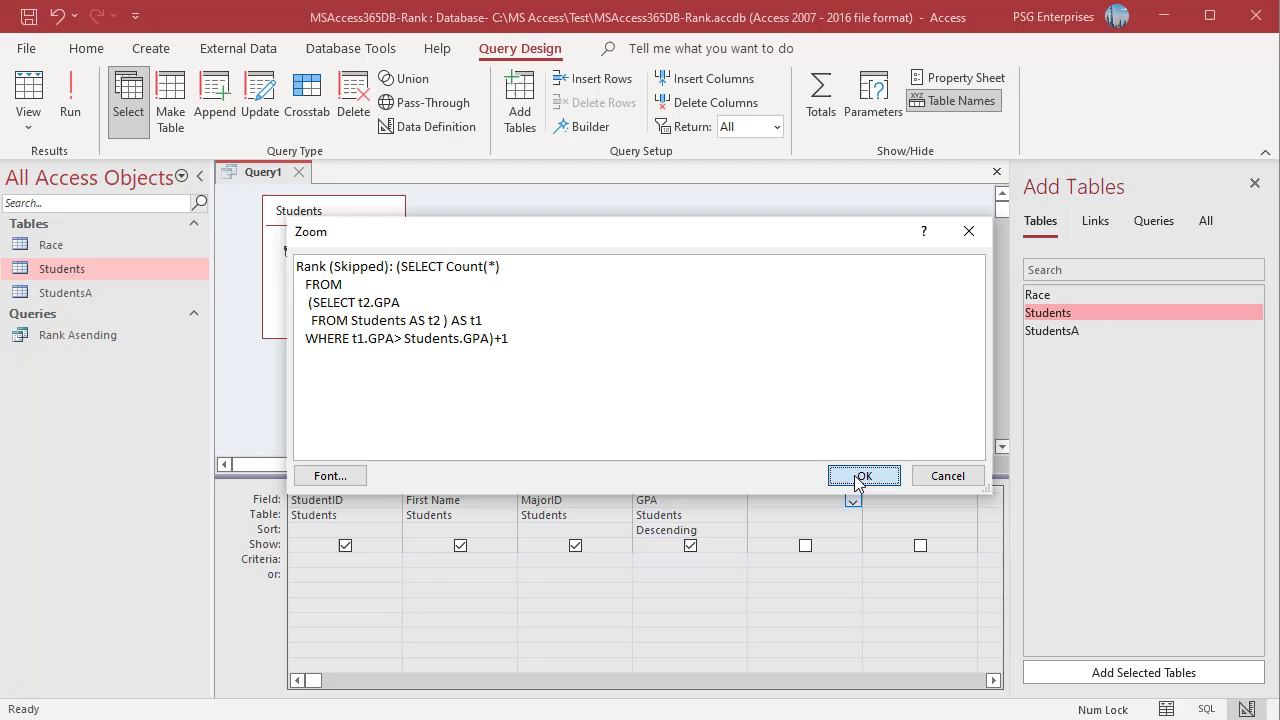 MSAccess365DB-Rank : Database- C:\MS Access\Test\MSAccess365DB-Rank.accdb (Access 2007 - 2016 file format) - Access
PSG Enterprises
File
Home
Create
External Data
Database Tools
Help
Query Design
Tell me what you want to do
View
Run
Results
Select
Make Table
Append
Update
Crosstab
Delete
Union
Pass-Through
Data Definition
Query Type
Add Tables
Insert Rows
Delete Rows
Builder
Insert Columns
Delete Columns
Return: All
Query Setup
Totals
Parameters
Property Sheet
XYZ
Table Names
Show/Hide
All Access Objects
Search...
Tables
Race
Students
StudentsA
Queries
Rank Asending
Query1
Students
Zoom
?
Rank (Skipped): (SELECT Count(*)
FROM
(SELECT t2.GPA
FROM Students AS t2 ) AS t1
WHERE t1.GPA> Students.GPA)+1
Font...
OK
Cancel
Field: StudentID First Name MajorID GPA
Table: Students Students Students Students
Sort: Descending
Show:
Criteria:
or:
Add Tables
Tables
Links
Queries
All
Search
Race
Students
StudentsA
Add Selected Tables
Ready
Num Lock
SQL